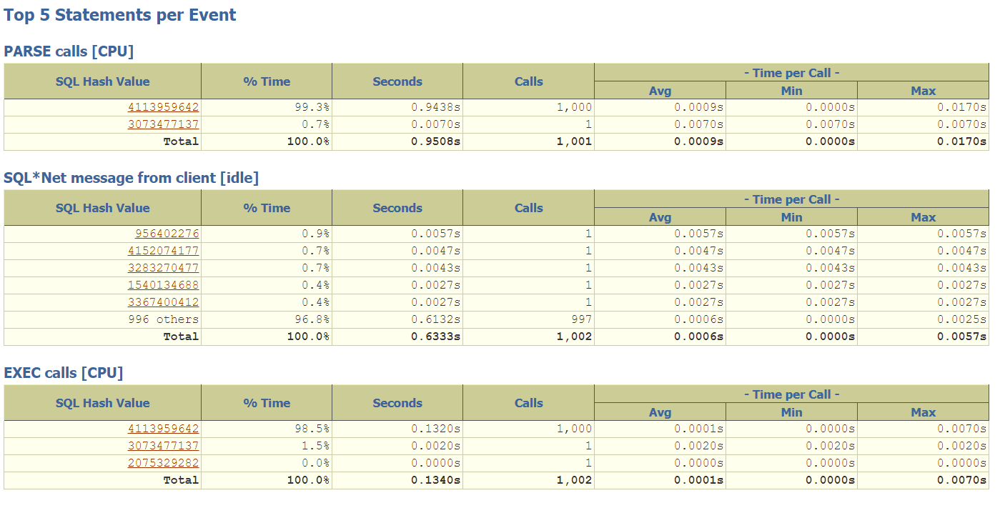 Top 5 Statements per Event
PARSE calls [CPU]
SQL Hash Value % Time Seconds Calls - Time per Call -
Avg Min Max
4113959642 99.3% 0.9438s 1,000 0.0009s 0.0000s 0.0170s
3073477137 0.7% 0.0070s 1 0.0070s 0.0070s 0.0070s
Total 100.0% 0.9508s 1,001 0.0009s 0.0000s 0.0170s
SQL*Net message from client [idle]
SQL Hash Value % Time Seconds Calls - Time per Call -
Avg Min Max
956402276 0.9% 0.0057s 1 0.0057s 0.0057s 0.0057s
4152074177 0.7% 0.0047s 1 0.0047s 0.0047s 0.0047s
3283270477 0.7% 0.0043s 1 0.0043s 0.0043s 0.0043s
1540134688 0.4% 0.0027s 1 0.0027s 0.0027s 0.0027s
3367400412 0.4% 0.0027s 1 0.0027s 0.0027s 0.0027s
996 others 96.8% 0.6132s 997 0.0006s 0.0000s 0.0025s
Total 100.0% 0.6333s 1,002 0.0006s 0.0000s 0.0057s
EXEC calls [CPU]
SQL Hash Value % Time Seconds Calls - Time per Call -
Avg Min Max
4113959642 98.5% 0.1320s 1,000 0.0001s 0.0000s 0.0070s
3073477137 1.5% 0.0020s 1 0.0020s 0.0020s 0.0020s
2075329282 0.0% 0.0000s 1 0.0000s 0.0000s 0.0000s
Total 100.0% 0.1340s 1,002 0.0001s 0.0000s 0.0070s